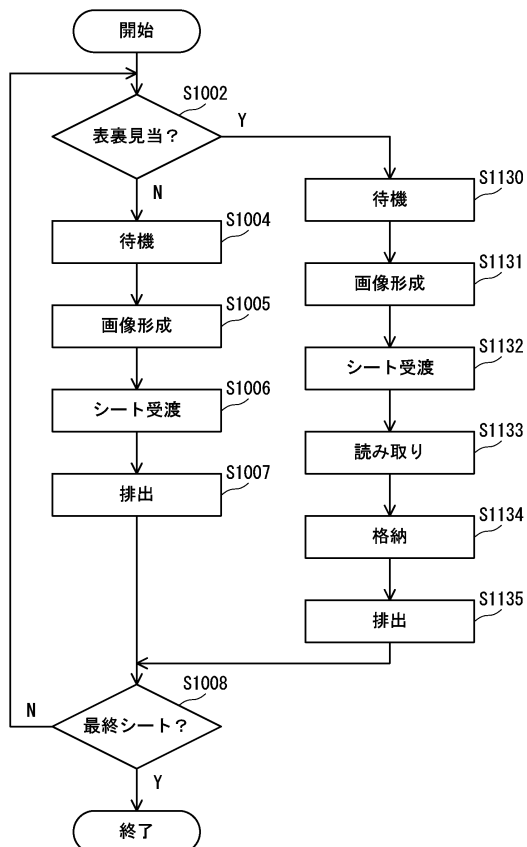 開始
S1002
表裏見当?
Y
N
S1004
待機
S1005
画像形成
S1006
シート受渡
S1007
排出
S1130
待機
S1131
画像形成
S1132
シート受渡
S1133
読み取り
S1134
格納
S1135
排出
S1008
最終シート?
N
Y
終了